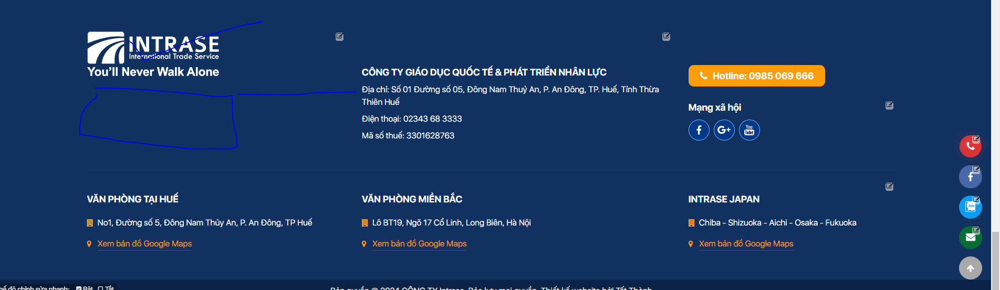 INTRASE
International Trade Service
You'll Never Walk Alone
CÔNG TY GIÁO DỤC QUỐC TẾ & PHÁT TRIỂN NHÂN LỰC
Địa chỉ: Số 01 Đường số 05, Đông Nam Thuỷ An, P. An Đông, TP. Huế, Tỉnh Thừa
Thiên Huế
Điện thoại: 02343 68 3333
Mã số thuế: 3301628763
Hotline: 0985 069 666
Mạng xã hội
You
Tube
VĂN PHÒNG TẠI HUẾ
No1, Đường số 5, Đông Nam Thủy An, P. An Đông, TP Huế
Xem bản đồ Google Maps
VĂN PHÒNG MIỀN BẮC
Lô BT19, Ngõ 17 Cổ Linh, Long Biên, Hà Nội
Xem bản đồ Google Maps
INTRASE JAPAN
Chiba - Shizuoka - Aichi - Osaka - Fukuoka
Xem bản đồ Google Maps
Zalo
hế độ chỉnh sửa nhanh: Bật Tắt
Bản quyền © 2024 CÔNG TY Intrase. Bảo lưu mọi quyền. Thiết kế website bởi Tất Thành